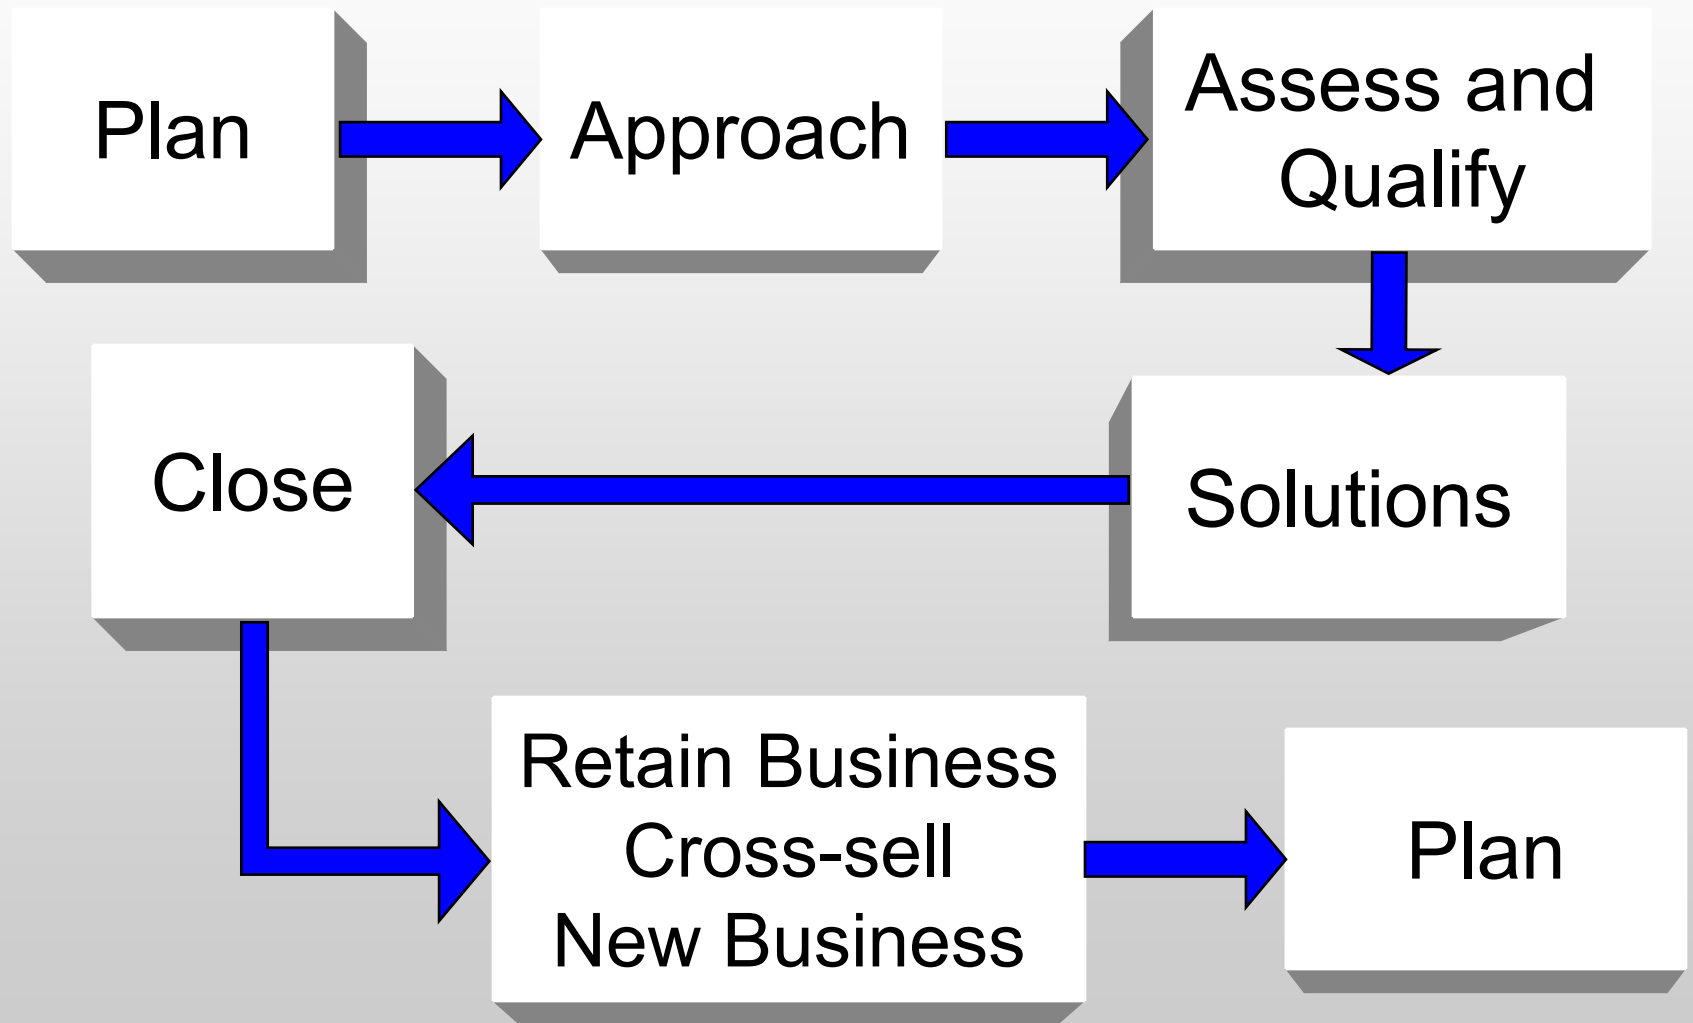 Plan
Approach
Assess and
Qualify
Close
Solutions
Retain Business
Cross-sell
New Business
Plan